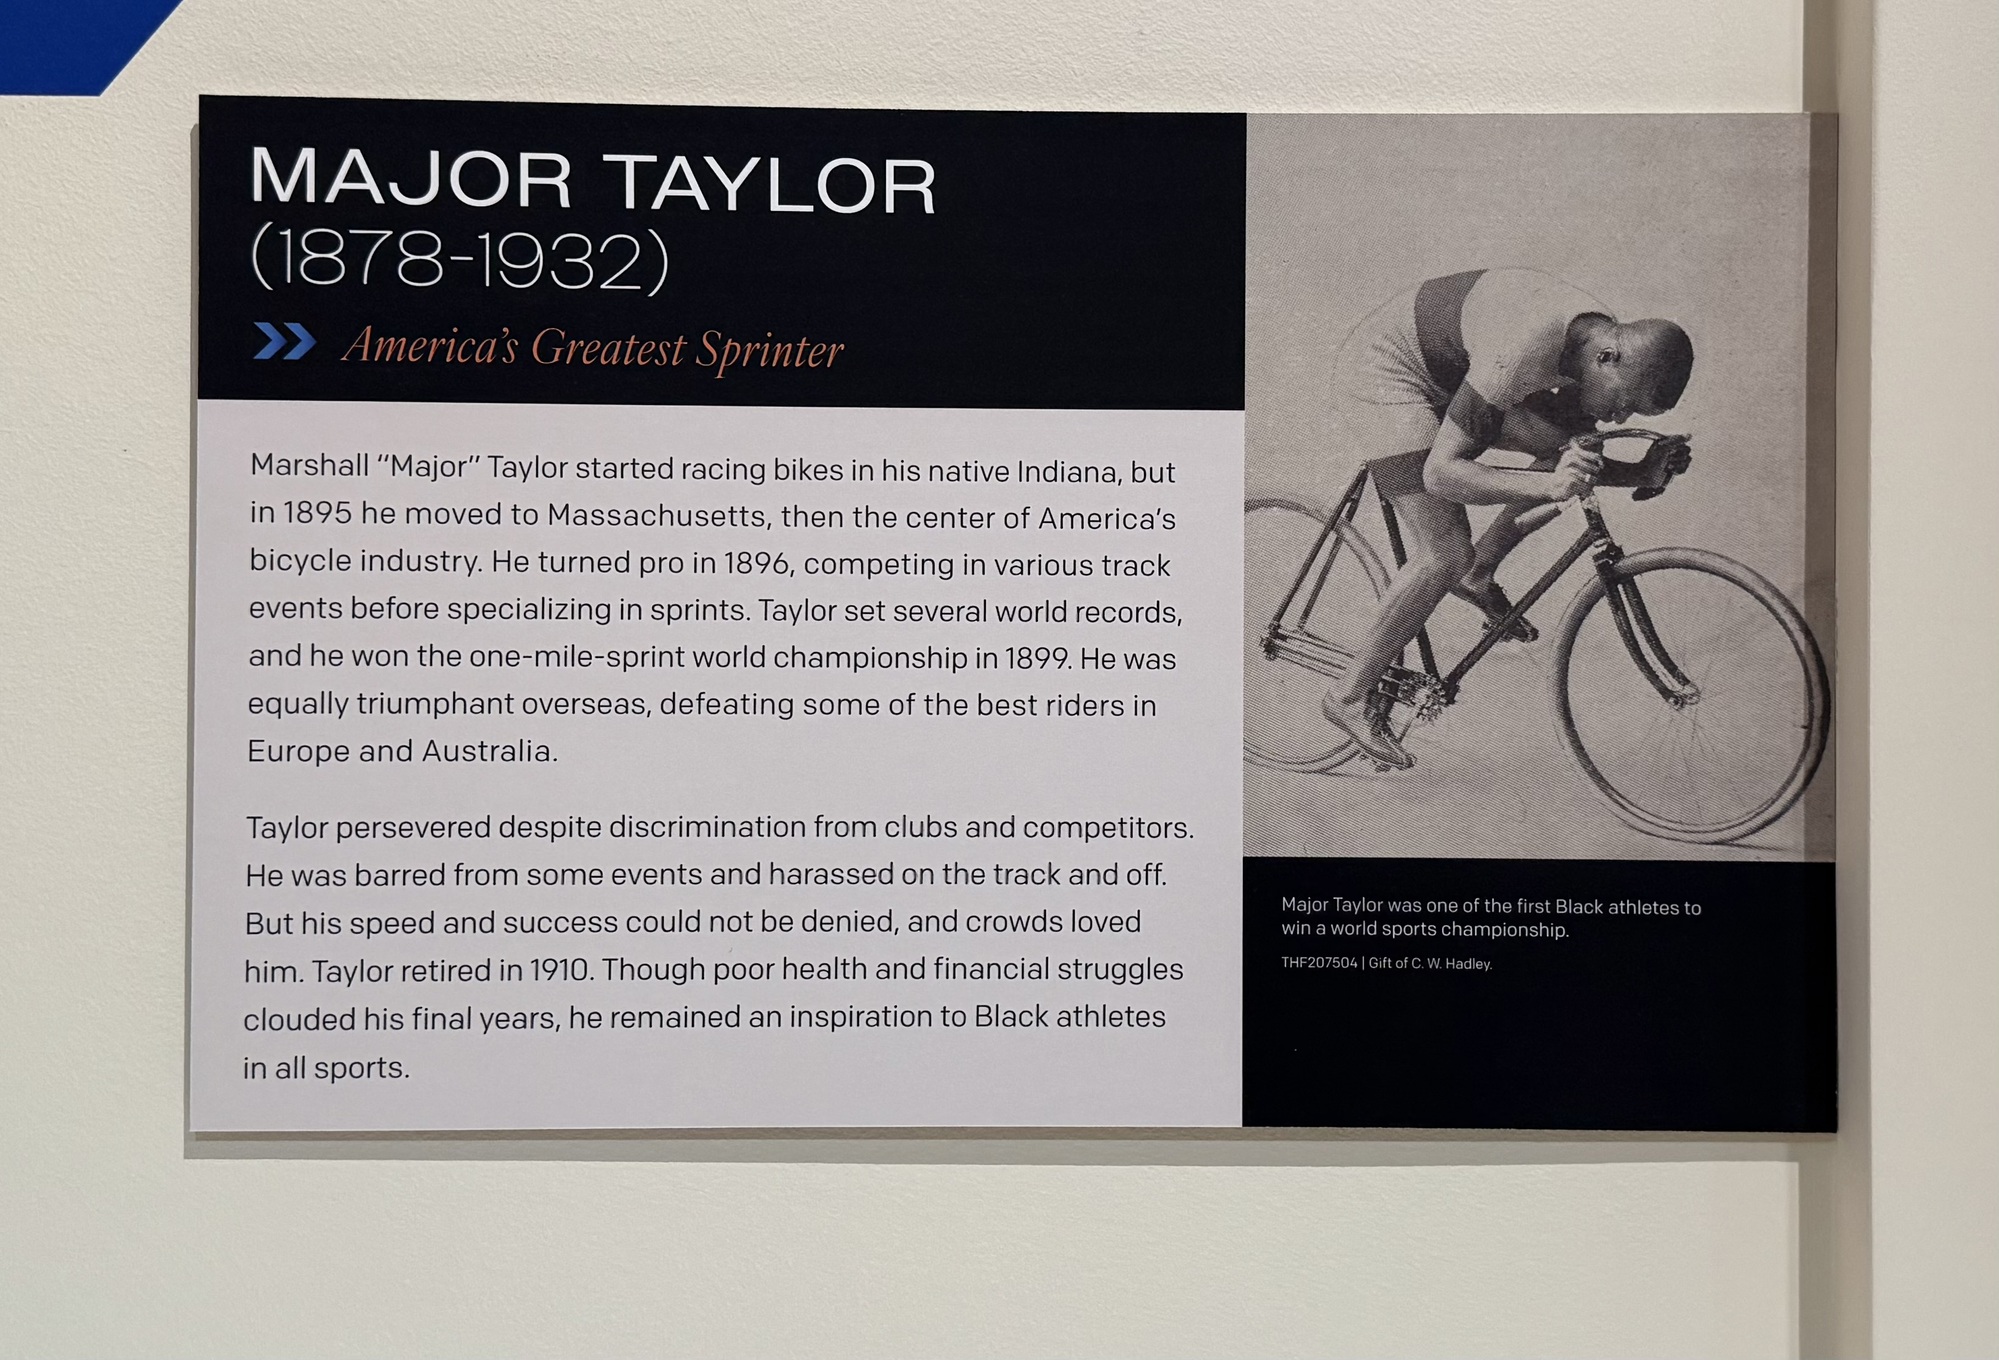 MAJOR TAYLOR
(1878-1932)
America's Greatest Sprinter
Marshall "Major" Taylor started racing bikes in his native Indiana, but
in 1895 he moved to Massachusetts, then the center of America's
bicycle industry. He turned pro in 1896, competing in various track
events before specializing in sprints. Taylor set several world records,
and he won the one-mile-sprint world championship in 1899. He was
equally triumphant overseas, defeating some of the best riders in
Europe and Australia.
Taylor persevered despite discrimination from clubs and competitors.
He was barred from some events and harassed on the track and off.
But his speed and success could not be denied, and crowds loved
him. Taylor retired in 1910. Though poor health and financial struggles
clouded his final years, he remained an inspiration to Black athletes
in all sports.
Major Taylor was one of the first Black athletes to
win a world sports championship.
THF207504 | Gift of C. W. Hadley.